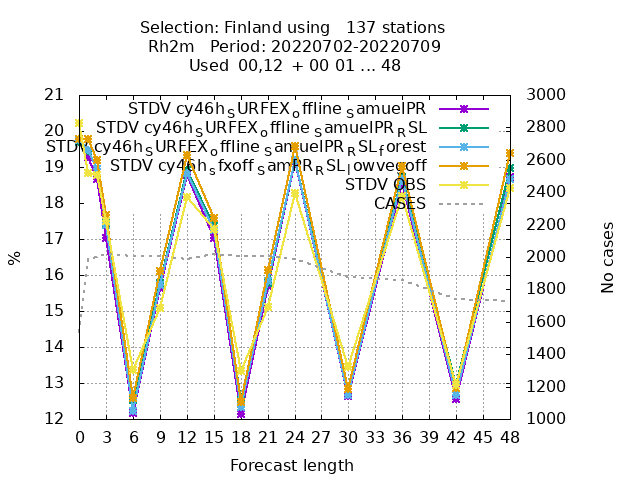 Selection: Finland using   137 stations
Rh2m   Period: 20220702-20220709
Used  00,12  + 00 01 ... 48
STDV cy46h_SURFEX_offline_SamuelPR
STDV cy46h_SURFEX_offline_SamuelPR_RSL
STDV cy46h_SURFEX_offline_SamuelPR_RSL_forest
STDV OBS
CASES
%
No cases
21
20
19
18
17
16
15
14
13
12
3000
2800
2600
2400
2200
2000
1800
1600
1400
1200
1000
0 3 6 9 12 15 18 21 24 27 30 33 36 39 42 45 48
Forecast length